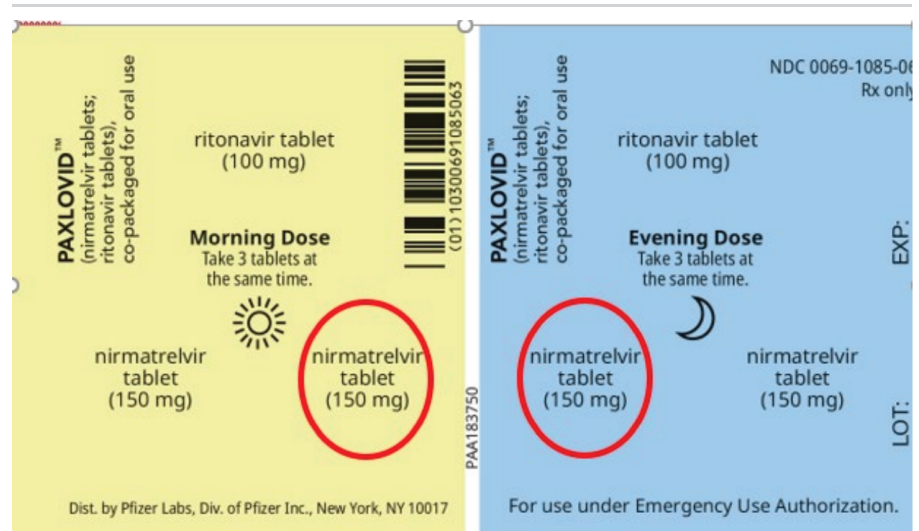 PAXLOVID™
(nirmatrelvir tablets;
ritonavir tablets),
co-packaged for oral use
ritonavir tablet
(100 mg)
(01)10300691085063
Morning Dose
Take 3 tablets at
the same time.
nirmatrelvir
tablet
(150 mg)
nirmatrelvir
tablet
(150 mg)
Dist. by Pfizer Labs, Div. of Pfizer Inc., New York, NY 10017
PAA183750
PAXLOVID™
(nirmatrelvir tablets;
ritonavir tablets),
co-packaged for oral use
NDC 0069-1085-06
Rx only
ritonavir tablet
(100 mg)
Evening Dose
Take 3 tablets at
the same time.
nirmatrelvir
tablet
(150 mg)
nirmatrelvir
tablet
(150 mg)
EXP:
LOT:
For use under Emergency Use Authorization.